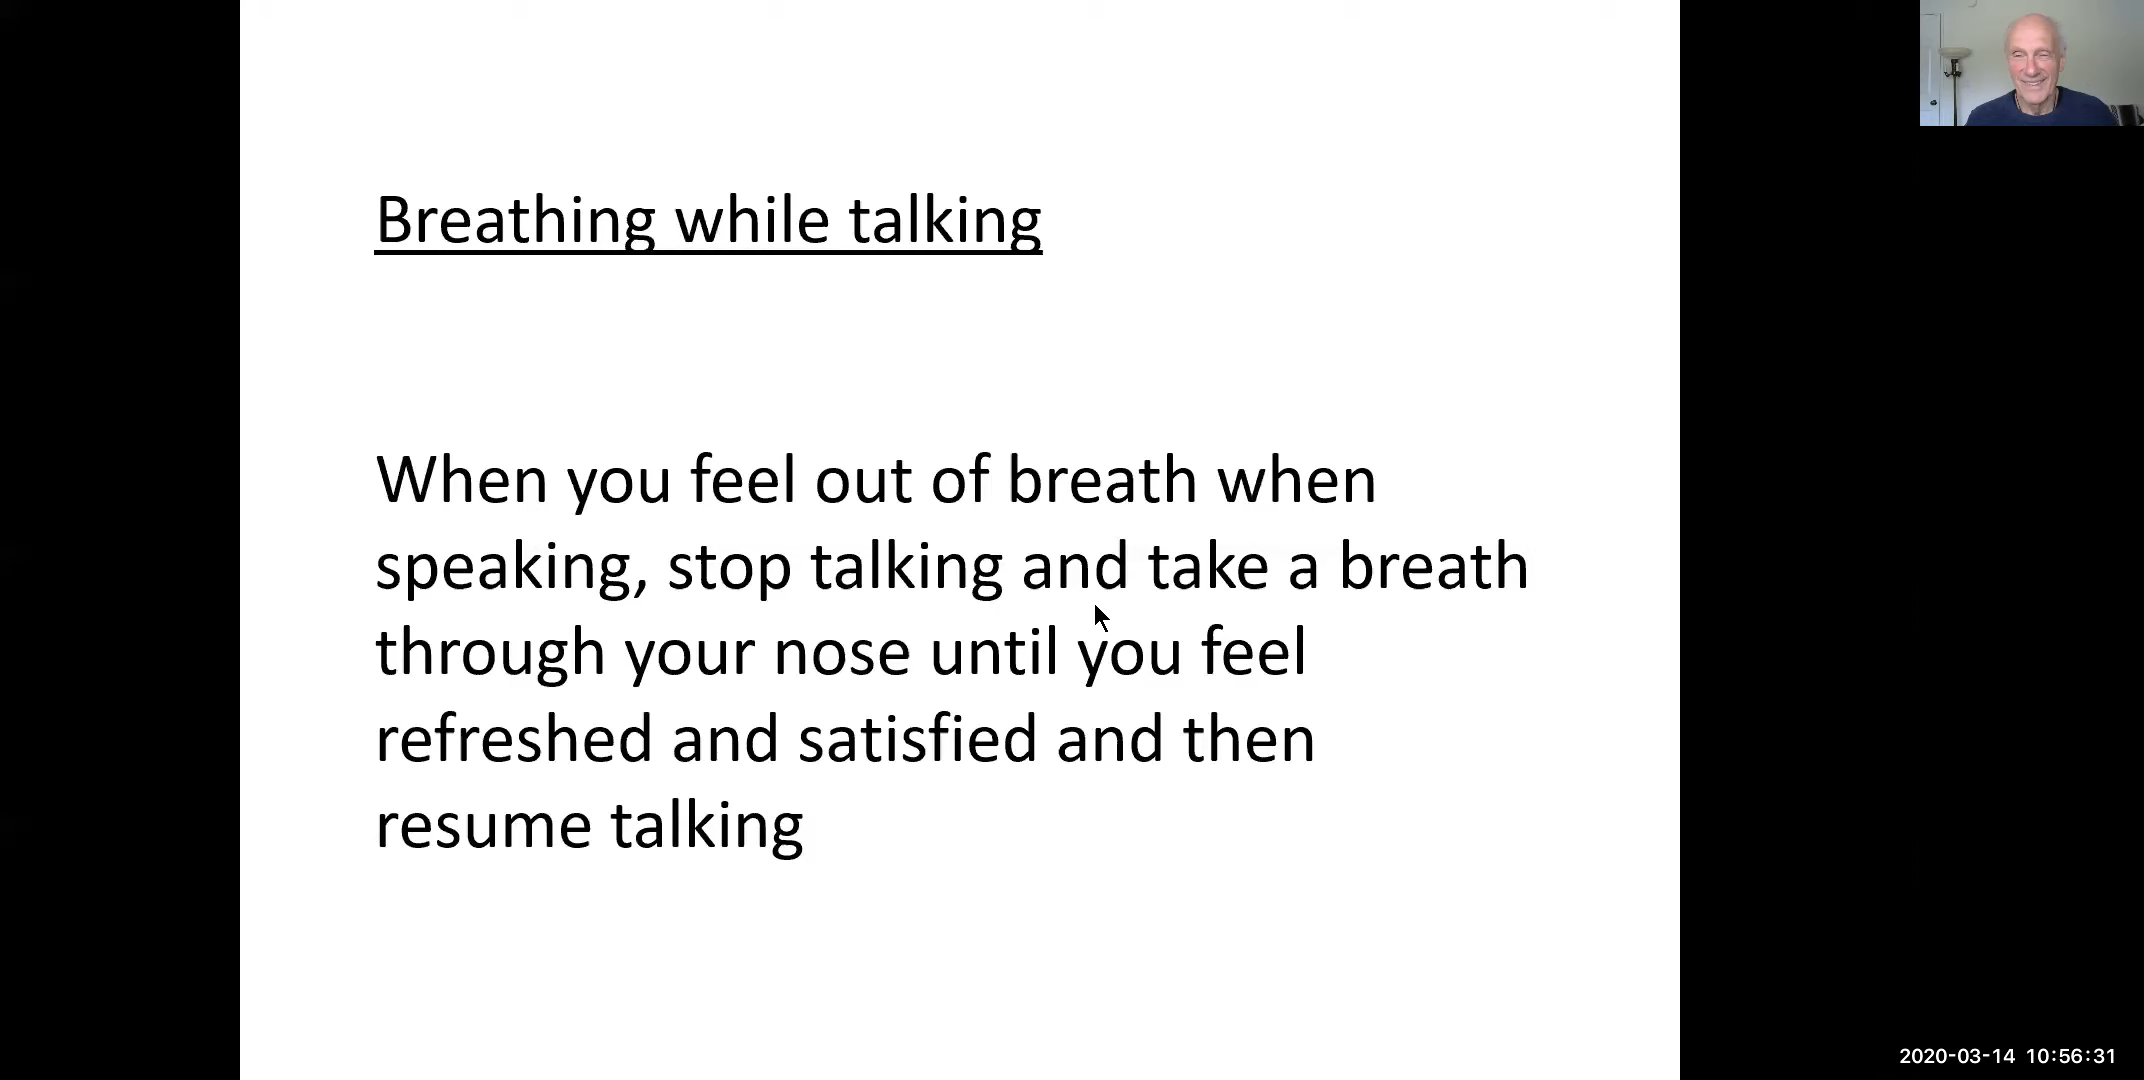 Breathing while talking
When you feel out of breath when
speaking, stop talking and take a breath
through your nose until you feel
refreshed and satisfied and then
resume talking
2020-03-14 10:56:31